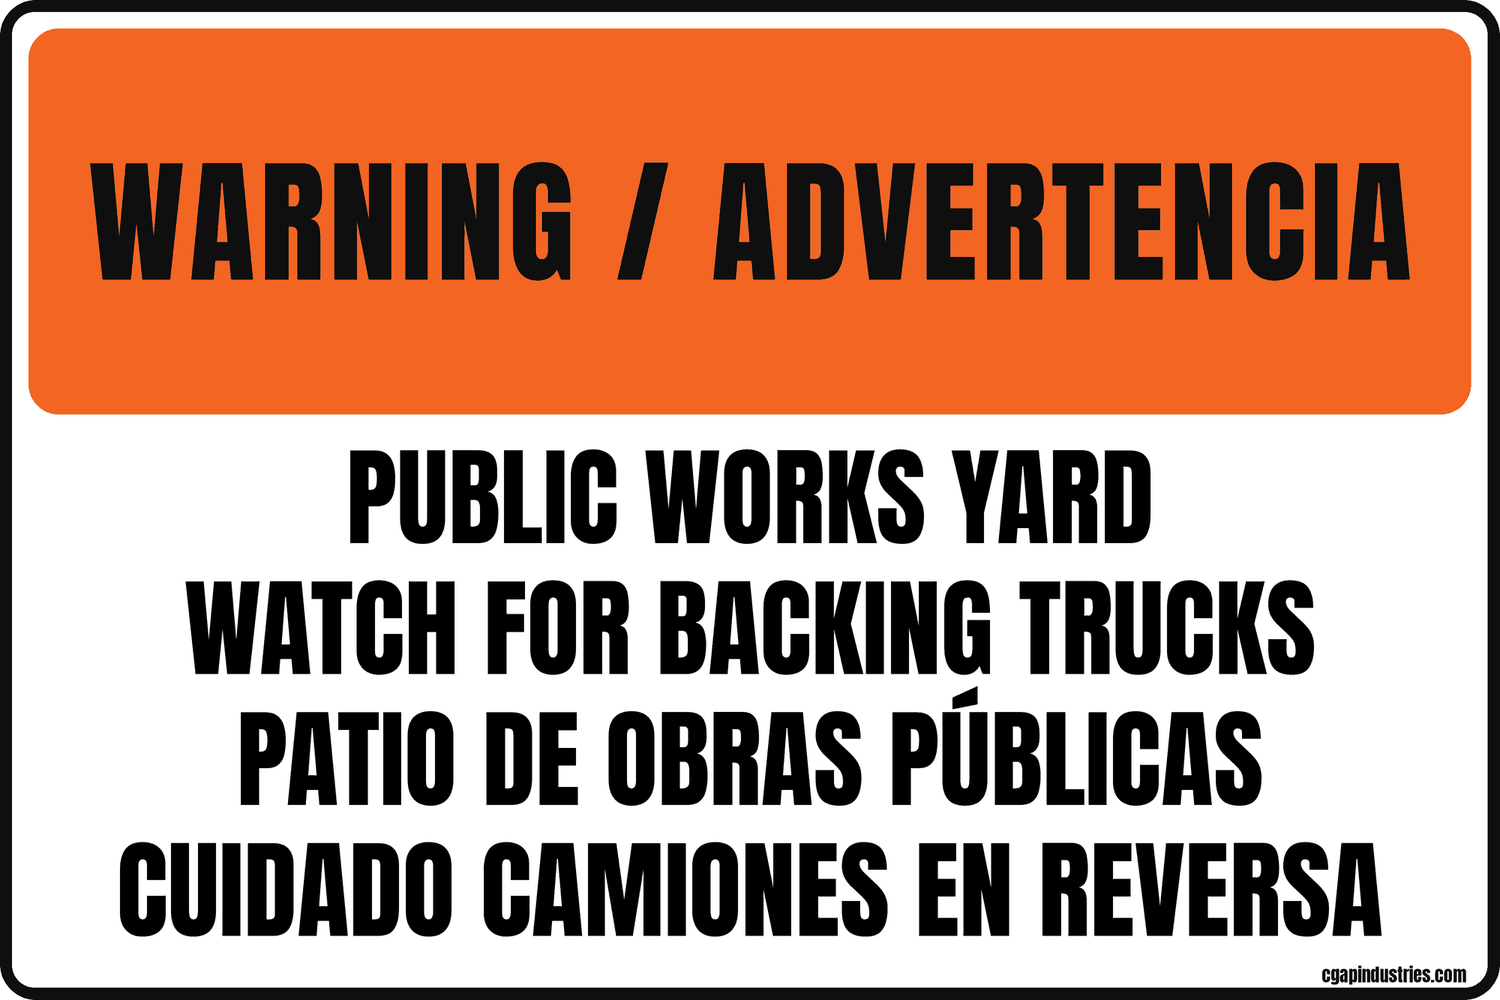 WARNING / ADVERTENCIA
PUBLIC WORKS YARD
WATCH FOR BACKING TRUCKS
PATIO DE OBRAS PÚBLICAS
CUIDADO CAMIONES EN REVERSA
cgapindustries.com